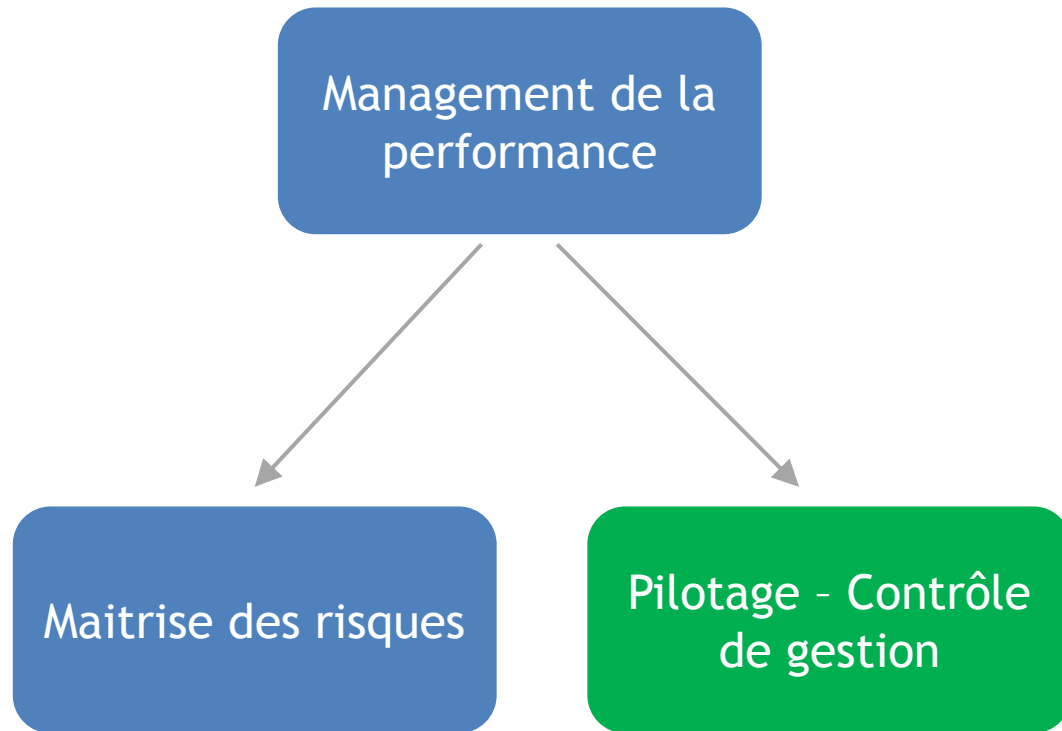 Management de la
performance
Maitrise des risques
Pilotage – Contrôle
de gestion